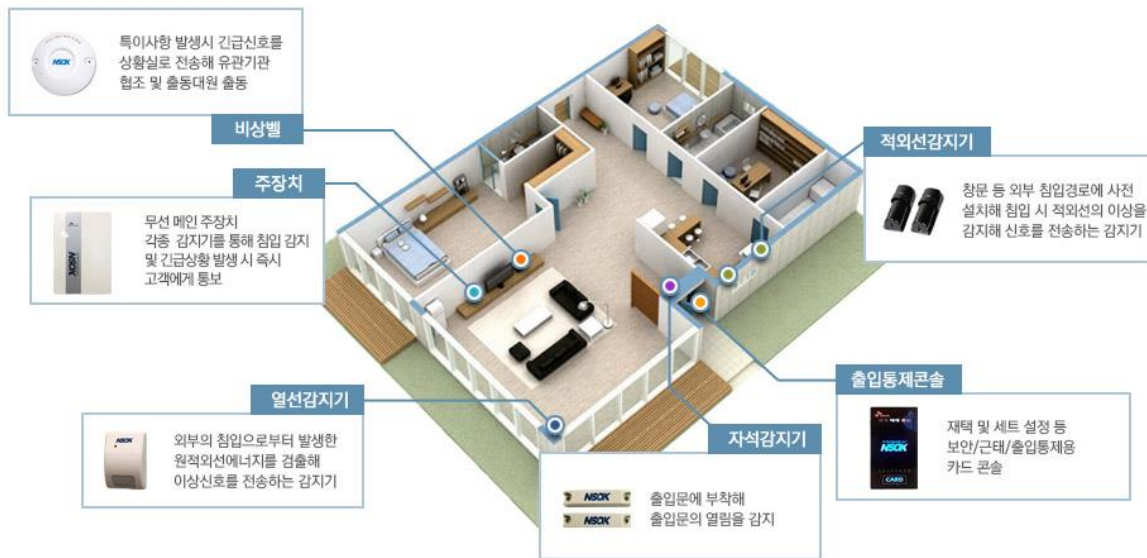 NSOK
특이사항 발생시 긴급신호를
상황실로 전송해 유관기관
협조 및 출동대원 출동
비상벨
주장치
NSOK
무선 메인 주장치
각종 감지기를 통해 침입 감지
및 긴급상황 발생 시 즉시
고객에게 통보
적외선감지기
창문 등 외부 침입경로에 사전
설치해 침입 시 적외선의 이상을
감지해 신호를 전송하는 감지기
열선감지기
NSOK
외부의 침입으로부터 발생한
원적외선에너지를 검출해
이상신호를 전송하는 감지기
자석감지기
NSOK
NSOK
출입문에 부착해
출입문의 열림을 감지
출입통제콘솔
NSOK
CARD
재택 및 세트 설정 등
보안/근태/출입통제용
카드 콘솔